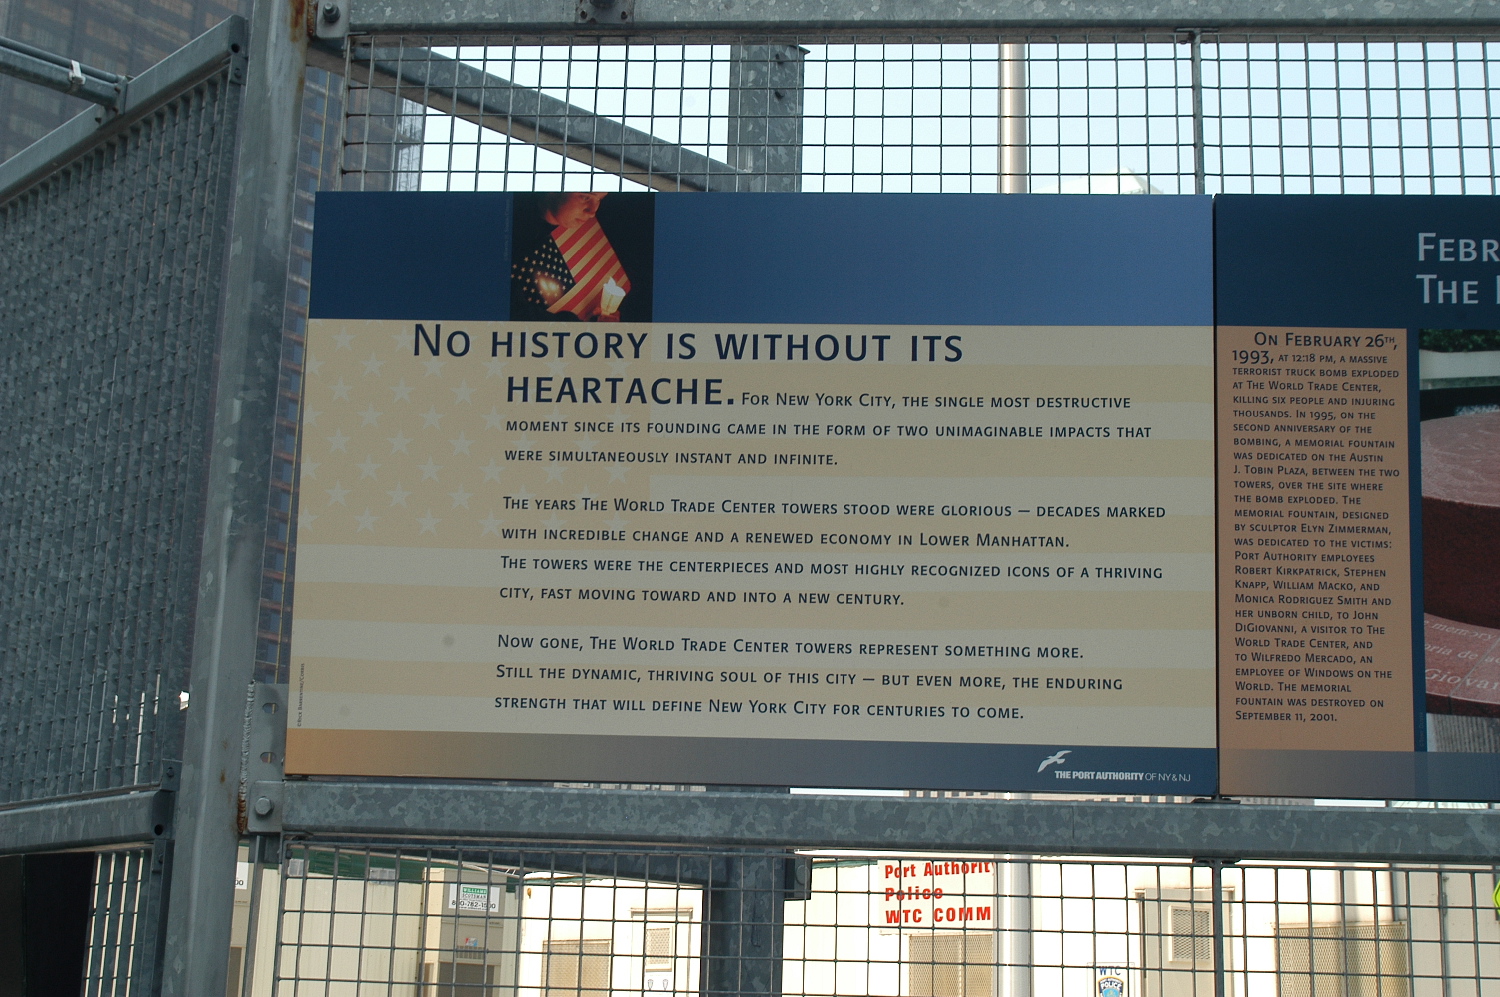 No history is without its
heartache. For New York City, the single most destructive
moment since its founding came in the form of two unimaginable impacts that
were simultaneously instant and infinite.
The years The World Trade Center towers stood were glorious — decades marked
with incredible change and a renewed economy in Lower Manhattan.
The towers were the centerpieces and most highly recognized icons of a thriving
city, fast moving toward and into a new century.
Now gone, The World Trade Center towers represent something more.
Still the dynamic, thriving soul of this city — but even more, the enduring
strength that will define New York City for centuries to come.
THE PORT AUTHORITY OF NY & NJ
Febr
The
On February 26th,
1993, at 12:18 pm, a massive
terrorist truck bomb exploded
at The World Trade Center,
killing six people and injuring
thousands. In 1995, on the
second anniversary of the
bombing, a memorial fountain
was dedicated on the Austin
J. Tobin Plaza, between the two
towers, over the site where
the bomb exploded. The
memorial fountain, designed
by sculptor Elyn Zimmerman,
was dedicated to the victims:
Port Authority employees
Robert Kirkpatrick, Stephen
Knapp, William Macko, and
Monica Rodriguez Smith and
her unborn child, to John
DiGiovanni, a visitor to The
World Trade Center, and
to Wilfredo Mercado, an
employee of Windows on the
World. The memorial
fountain was destroyed on
September 11, 2001.
memory
oria de
Giova
Port Authorit
Police
WTC COMM
WILLIAMS
SCOTSMAN
WTC
POLICE